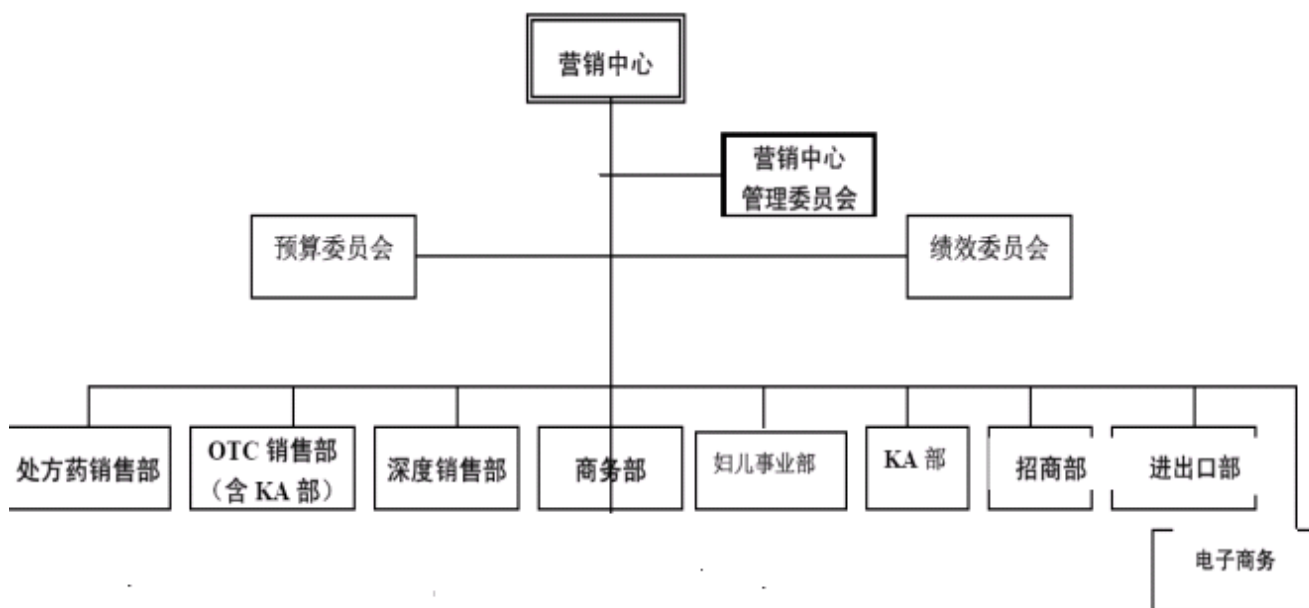 营销中心
营销中心
管理委员会
预算委员会
绩效委员会
处方药销售部
OTC 销售部
（含 KA 部）
深度销售部
商务部
妇儿事业部
KA 部
招商部
进出口部
电子商务